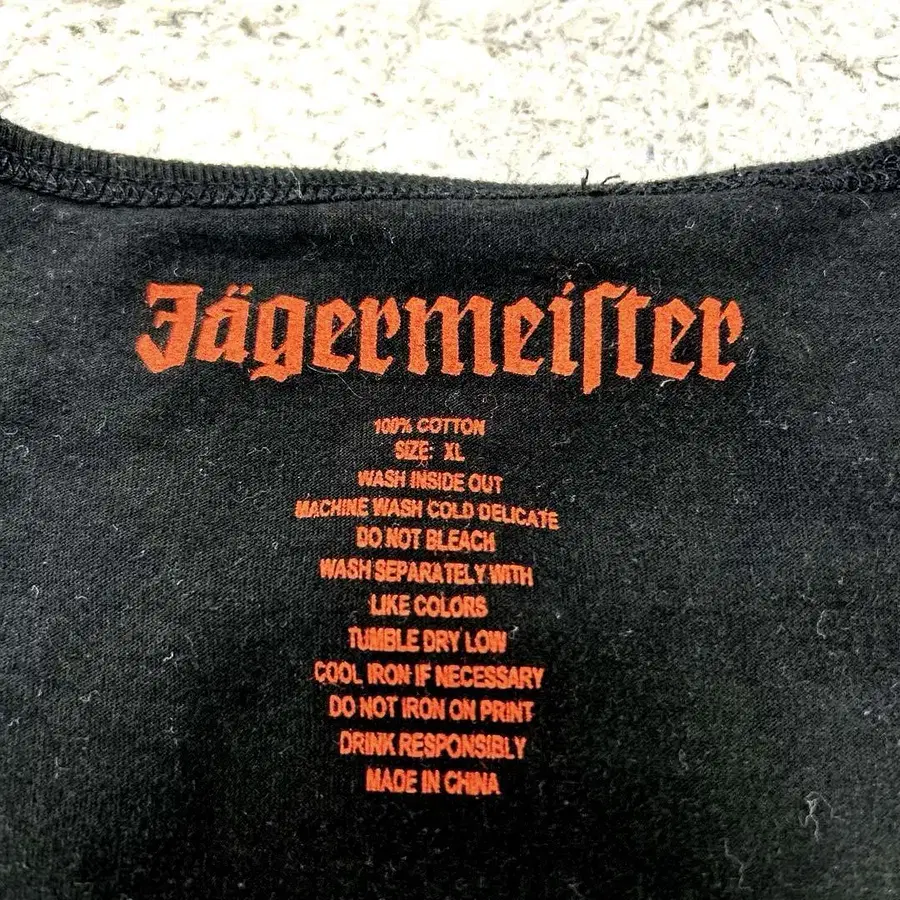 Jägermeiſter
100% COTTON
SIZE: XL
WASH INSIDE OUT
MACHINE WASH COLD DELICATE
DO NOT BLEACH
WASH SEPARATELY WITH
LIKE COLORS
TUMBLE DRY LOW
COOL IRON IF NECESSARY
DO NOT IRON ON PRINT
DRINK RESPONSIBLY
MADE IN CHINA